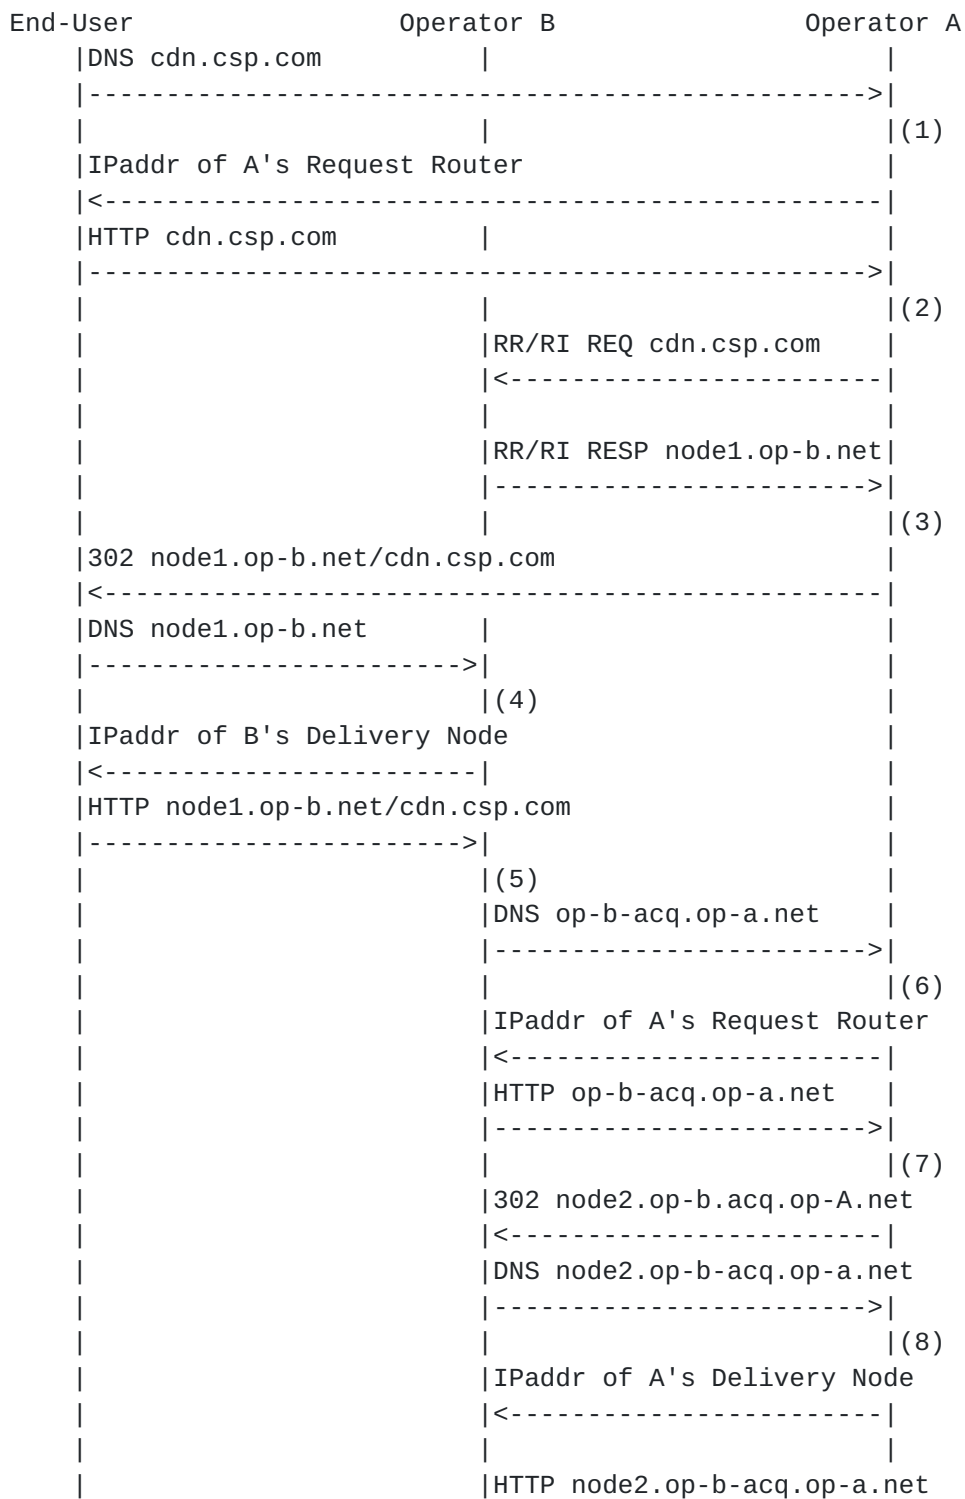 End-User                 Operator B                Operator A
    |DNS cdn.csp.com          |                         |
    |-------------------------------------------------->|
    |                         |                         |(1)
    |IPaddr of A's Request Router                       |
    |<--------------------------------------------------|
    |HTTP cdn.csp.com         |                         |
    |-------------------------------------------------->|
    |                         |                         |(2)
    |                         |RR/RI REQ cdn.csp.com    |
    |                         |<------------------------|
    |                         |                         |
    |                         |RR/RI RESP node1.op-b.net|
    |                         |------------------------>|
    |                         |                         |(3)
    |302 node1.op-b.net/cdn.csp.com                     |
    |<--------------------------------------------------|
    |DNS node1.op-b.net       |                         |
    |------------------------>|                         |
    |                         |(4)                      |
    |IPaddr of B's Delivery Node                        |
    |<------------------------|                         |
    |HTTP node1.op-b.net/cdn.csp.com                    |
    |------------------------>|                         |
    |                         |(5)                      |
    |                         |DNS op-b-acq.op-a.net    |
    |                         |------------------------>|
    |                         |                         |(6)
    |                         |IPaddr of A's Request Router
    |                         |<------------------------|
    |                         |HTTP op-b-acq.op-a.net   |
    |                         |------------------------>|
    |                         |                         |(7)
    |                         |302 node2.op-b.acq.op-A.net
    |                         |<------------------------|
    |                         |DNS node2.op-b-acq.op-a.net
    |                         |------------------------>|
    |                         |                         |(8)
    |                         |IPaddr of A's Delivery Node
    |                         |<------------------------|
    |                         |                         |
    |                         |HTTP node2.op-b-acq.op-a.net